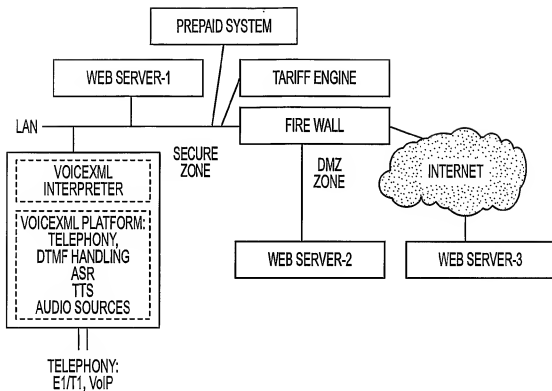 PREPAID SYSTEM
WEB SERVER-1
TARIFF ENGINE
LAN
FIRE WALL
SECURE
ZONE
DMZ
ZONE
INTERNET
VOICEXML
INTERPRETER
VOICEXML PLATFORM:
TELEPHONY,
DTMF HANDLING
ASR
TTS
AUDIO SOURCES
WEB SERVER-2
WEB SERVER-3
TELEPHONY:
E1/T1, VoIP